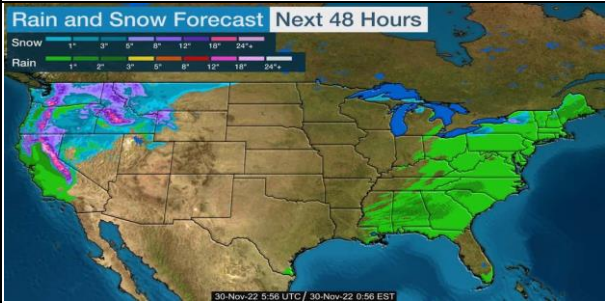 Rain and Snow Forecast Next 48 Hours
Snow 1" 3" 5" 8" 12" 18" 24"+
Rain 1" 2" 3" 5" 8" 12" 18" 24"+
30-Nov-22 5:56 UTC / 30-Nov-22 0:56 EST